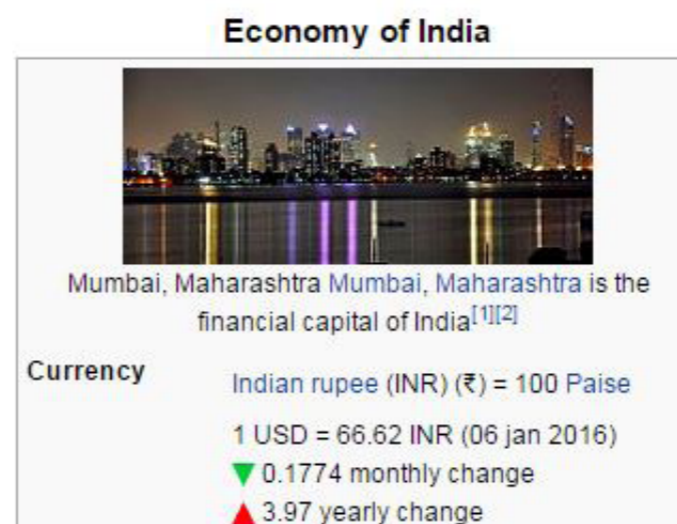 Economy of India
Mumbai, Maharashtra Mumbai, Maharashtra is the
financial capital of India[1][2]
Currency
Indian rupee (INR) (₹) = 100 Paise
1 USD = 66.62 INR (06 jan 2016)
▼ 0.1774 monthly change
▲ 3.97 yearly change